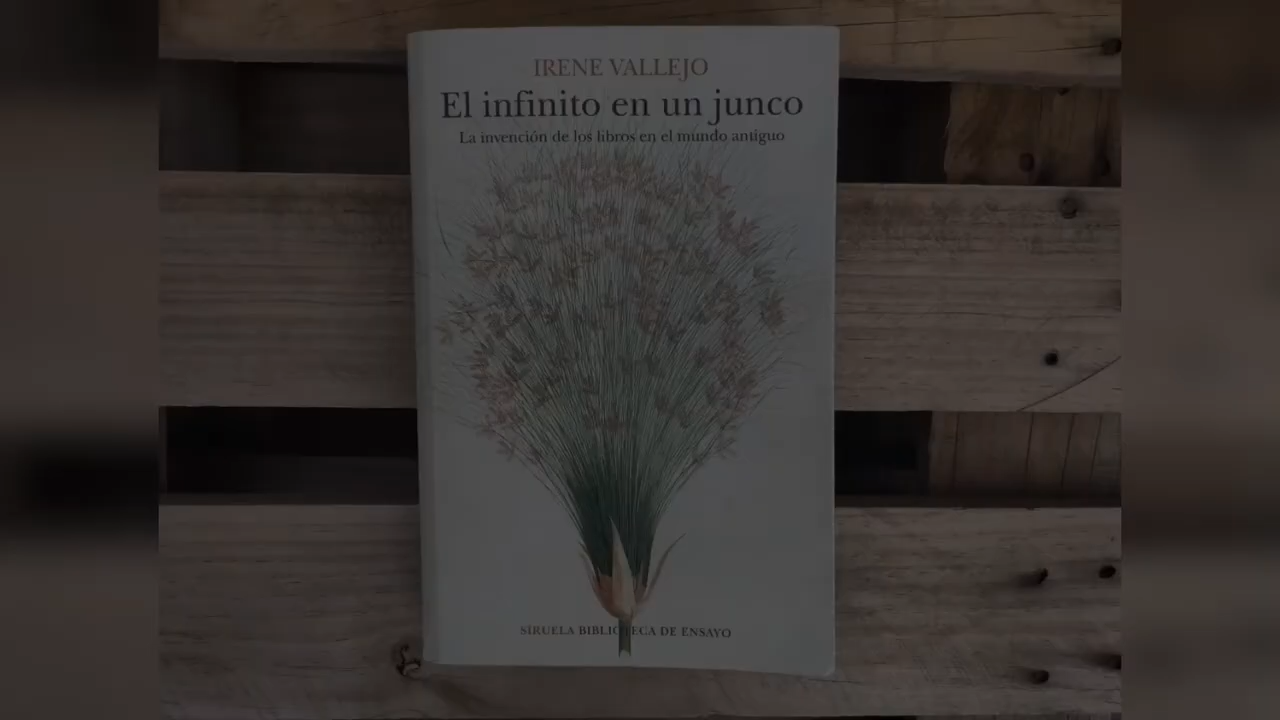 IRENE VALLEJO
El infinito en un junco
La invención de los libros en el mundo antiguo
SIRUELA BIBLIOTECA DE ENSAYO